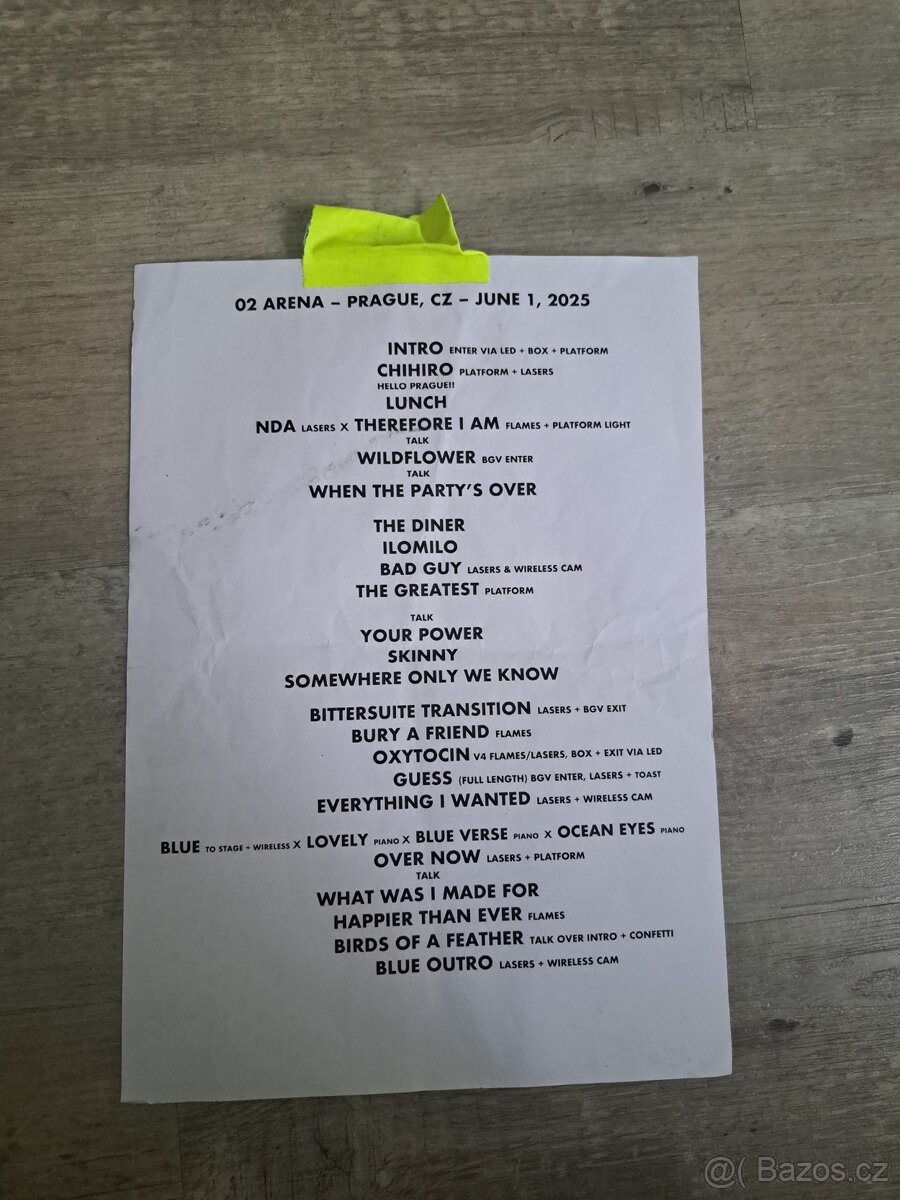 02 ARENA – PRAGUE, CZ – JUNE 1, 2025
INTRO ENTER VIA LED + BOX + PLATFORM
CHIHIRO PLATFORM + LASERS
HELLO PRAGUE!!
LUNCH
NDA LASERS X THEREFORE I AM FLAMES + PLATFORM LIGHT
TALK
WILDFLOWER BGV ENTER
TALK
WHEN THE PARTY'S OVER
THE DINER
ILOMILO
BAD GUY LASERS & WIRELESS CAM
THE GREATEST PLATFORM
TALK
YOUR POWER
SKINNY
SOMEWHERE ONLY WE KNOW
BITTERSUITE TRANSITION LASERS + BGV EXIT
BURY A FRIEND FLAMES
OXYTOCIN V4 FLAMES/LASERS, BOX + EXIT VIA LED
GUESS (FULL LENGTH) BGV ENTER, LASERS + TOAST
EVERYTHING I WANTED LASERS + WIRELESS CAM
BLUE TO STAGE + WIRELESS X LOVELY PIANO X BLUE VERSE PIANO X OCEAN EYES PIANO
OVER NOW LASERS + PLATFORM
TALK
WHAT WAS I MADE FOR
HAPPIER THAN EVER FLAMES
BIRDS OF A FEATHER TALK OVER INTRO + CONFETTI
BLUE OUTRO LASERS + WIRELESS CAM
@( Bazos.cz